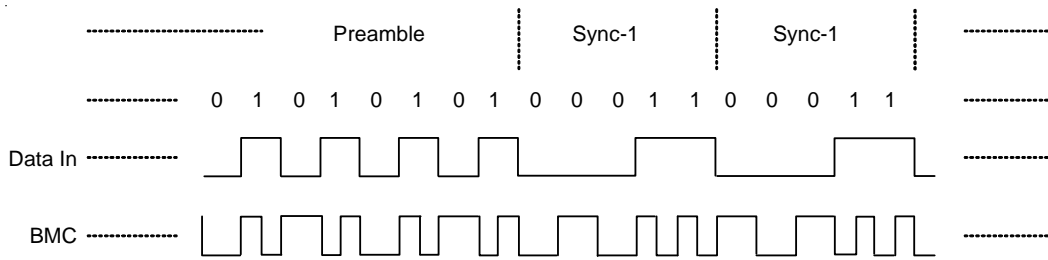 Preamble Sync-1 Sync-1
0 1 0 1 0 1 0 1 0 0 0 1 1 0 0 0 1 1
Data In
BMC